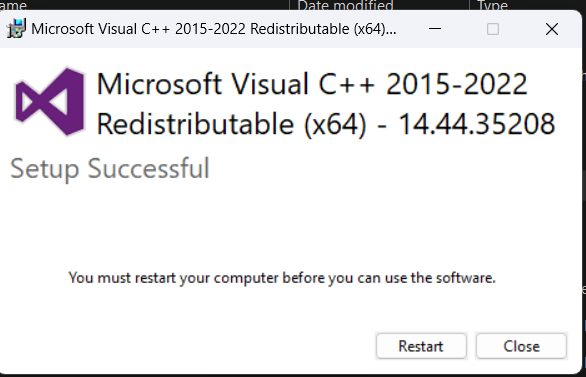 ame Date modified Type
Microsoft Visual C++ 2015-2022 Redistributable (x64)...
Microsoft Visual C++ 2015-2022
Redistributable (x64) - 14.44.35208
Setup Successful
You must restart your computer before you can use the software.
Restart Close